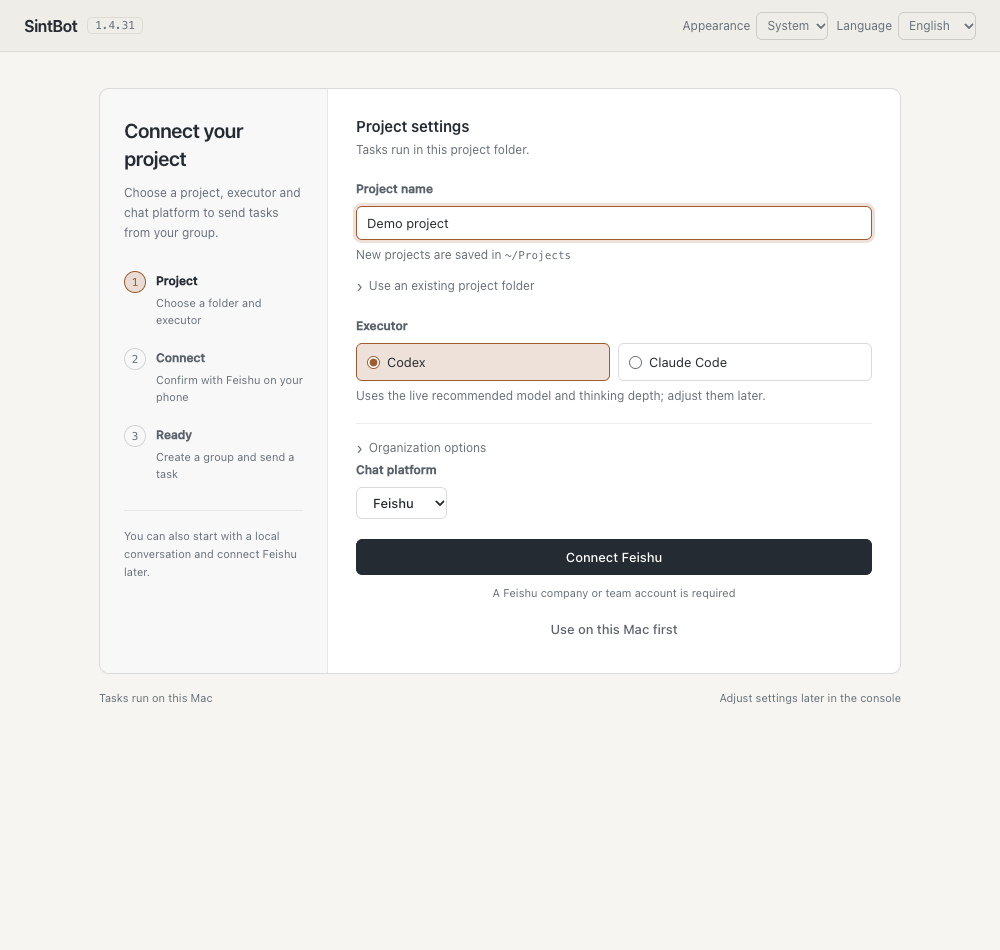 SintBot 1.4.31 Appearance System Language English
Connect your
project
Choose a project, executor and
chat platform to send tasks
from your group.
1 Project
Choose a folder and
executor
2 Connect
Confirm with Feishu on your
phone
3 Ready
Create a group and send a
task
You can also start with a local
conversation and connect Feishu
later.
Project settings
Tasks run in this project folder.
Project name
Demo project
New projects are saved in ~/Projects
Use an existing project folder
Executor
Codex Claude Code
Uses the live recommended model and thinking depth; adjust them later.
Organization options
Chat platform
Feishu
Connect Feishu
A Feishu company or team account is required
Use on this Mac first
Tasks run on this Mac Adjust settings later in the console